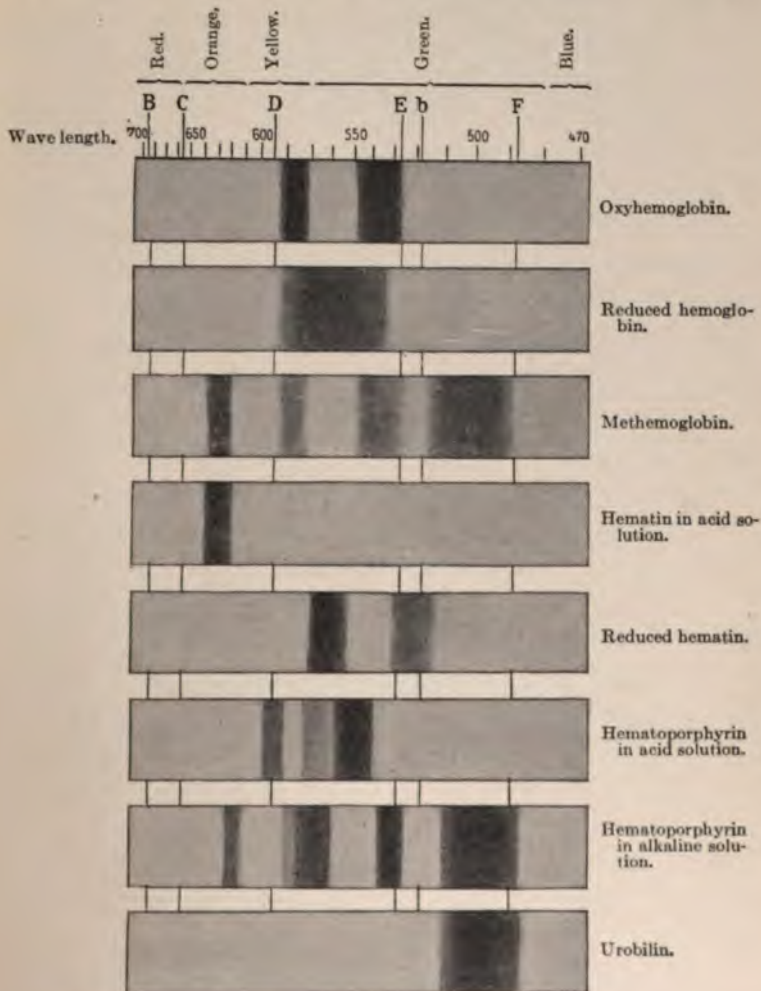 Red.
Orange,
Yellow.
Green.
Blue.
B C D E b F
Wave length. 700 650 600 550 500 470
Oxyhemoglobin.
Reduced hemoglo-
bin.
Methemoglobin.
Hematin in acid so-
lution.
Reduced hematin.
Hematoporphyrin
in acid solution.
Hematoporphyrin
in alkaline solu-
tion.
Urobilin.